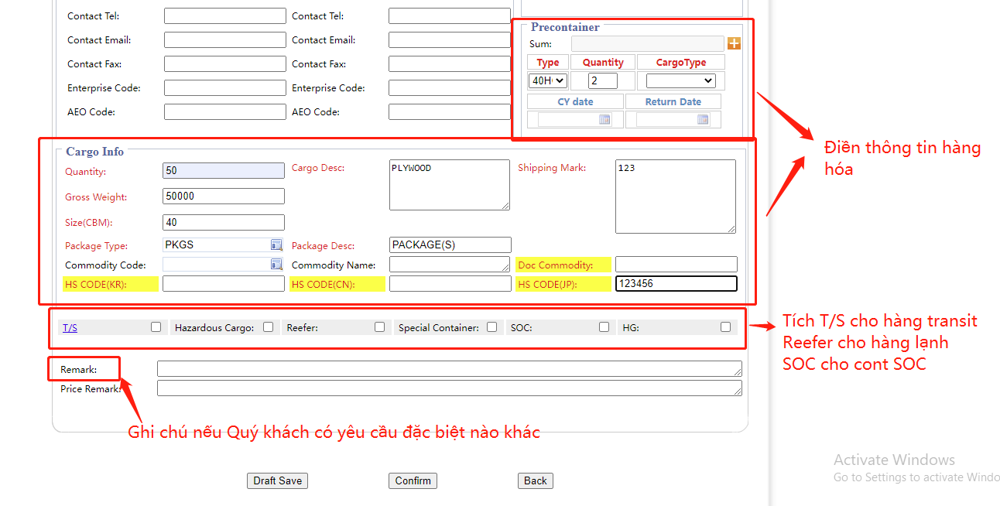 Contact Tel: Contact Tel:
Contact Email: Contact Email:
Contact Fax: Contact Fax:
Enterprise Code: Enterprise Code:
AEO Code: AEO Code:
Precontainer
Sum:
Type Quantity CargoType
40H 2
CY date Return Date
Điền thông tin hàng
hóa
Cargo Info
Quantity: 50 Cargo Desc: PLYWOOD Shipping Mark: 123
Gross Weight: 50000
Size(CBM): 40
Package Type: PKGS Package Desc: PACKAGE(S)
Commodity Code: Commodity Name: Doc Commodity:
HS CODE(KR): HS CODE(CN): HS CODE(JP): 123456
T/S Hazardous Cargo: Reefer: Special Container: SOC: HG:
Tích T/S cho hàng transit
Reefer cho hàng lạnh
SOC cho cont SOC
Remark:
Price Remark:
Ghi chú nếu Quý khách có yêu cầu đặc biệt nào khác
Draft Save Confirm Back
Activate Windows
Go to Settings to activate Windo